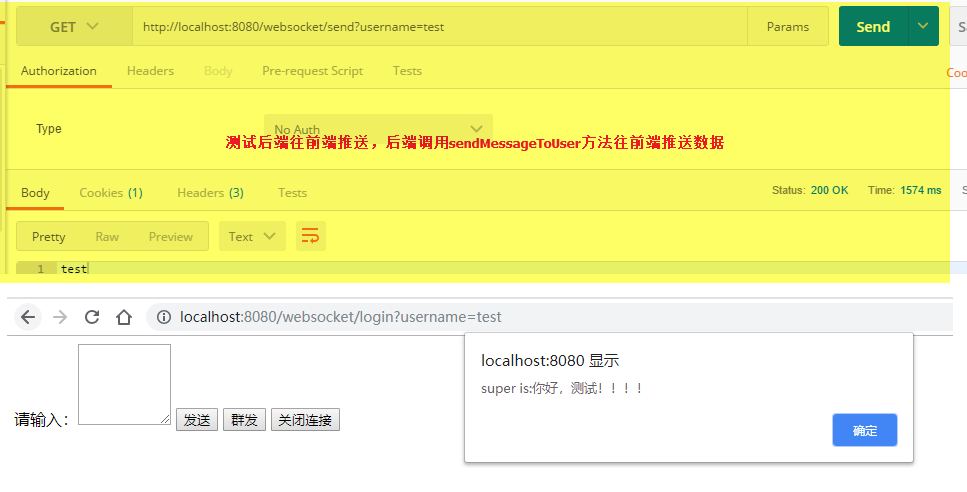 GET http://localhost:8080/websocket/send?username=test Params Send Sa
Authorization Headers Body Pre-request Script Tests Coo
Type No Auth
测试后端往前端推送，后端调用sendMessageToUser方法往前端推送数据
Body Cookies (1) Headers (3) Tests Status: 200 OK Time: 1574 ms S
Pretty Raw Preview Text
1 test
localhost:8080/websocket/login?username=test
localhost:8080 显示
super is:你好，测试！！！！
确定
请输入： 发送 群发 关闭连接